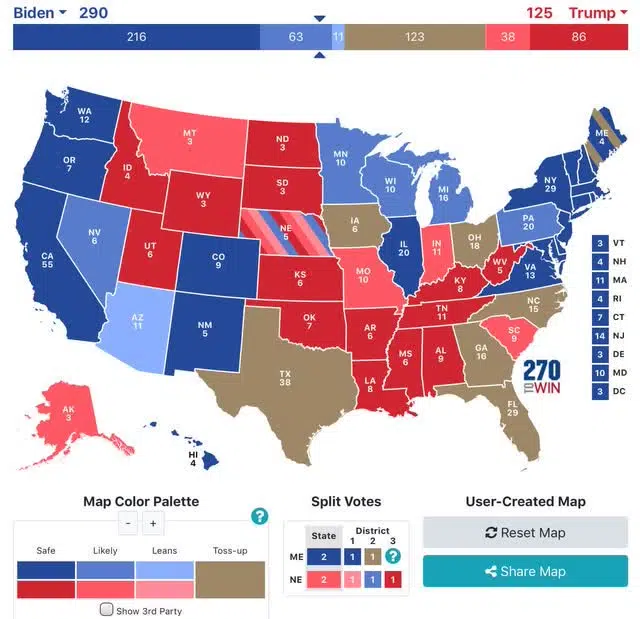 Biden 290
125 Trump
216 63 11 123 38 86
WA
12
OR
7
CA
55
NV
6
ID
4
MT
3
WY
3
UT
6
AZ
11
CO
9
NM
5
ND
3
SD
3
NE
5
KS
6
OK
7
TX
38
MN
10
IA
6
MO
10
AR
6
LA
8
WI
10
IL
20
MI
16
IN
11
OH
18
KY
8
TN
11
MS
6
AL
9
GA
16
FL
29
SC
9
NC
15
VA
13
WV
5
PA
20
NY
29
ME
4
AK
3
HI
4
3 VT
4 NH
11 MA
4 RI
7 CT
14 NJ
3 DE
10 MD
3 DC
270
TO WIN
Map Color Palette
- +
?
Safe Likely Leans Toss-up
Show 3rd Party
Split Votes
State District
1 2 3
ME 2 1 1 ?
NE 2 1 1 1
User-Created Map
Reset Map
Share Map